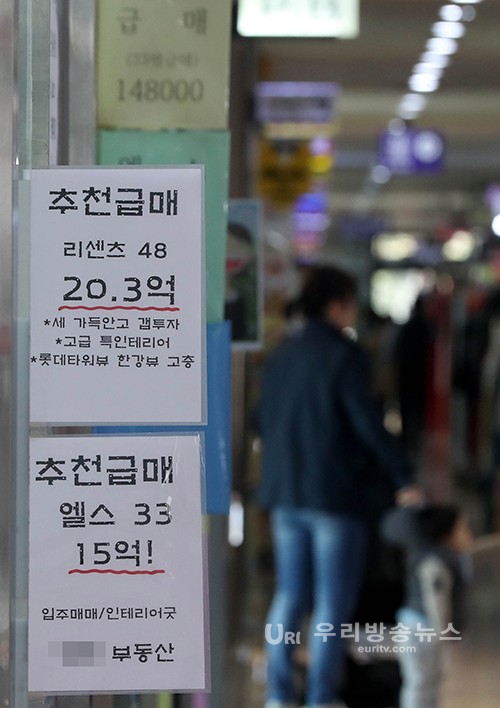 급매
148000
추천급매
리센츠 48
20.3억
*세 가득안고 갭투자
*고급 특인테리어
*롯데타워뷰 한강뷰 고층
추천급매
엘스 33
15억!
입주매매/인테리어굿
부동산
URI 우리방송뉴스
euritv.com